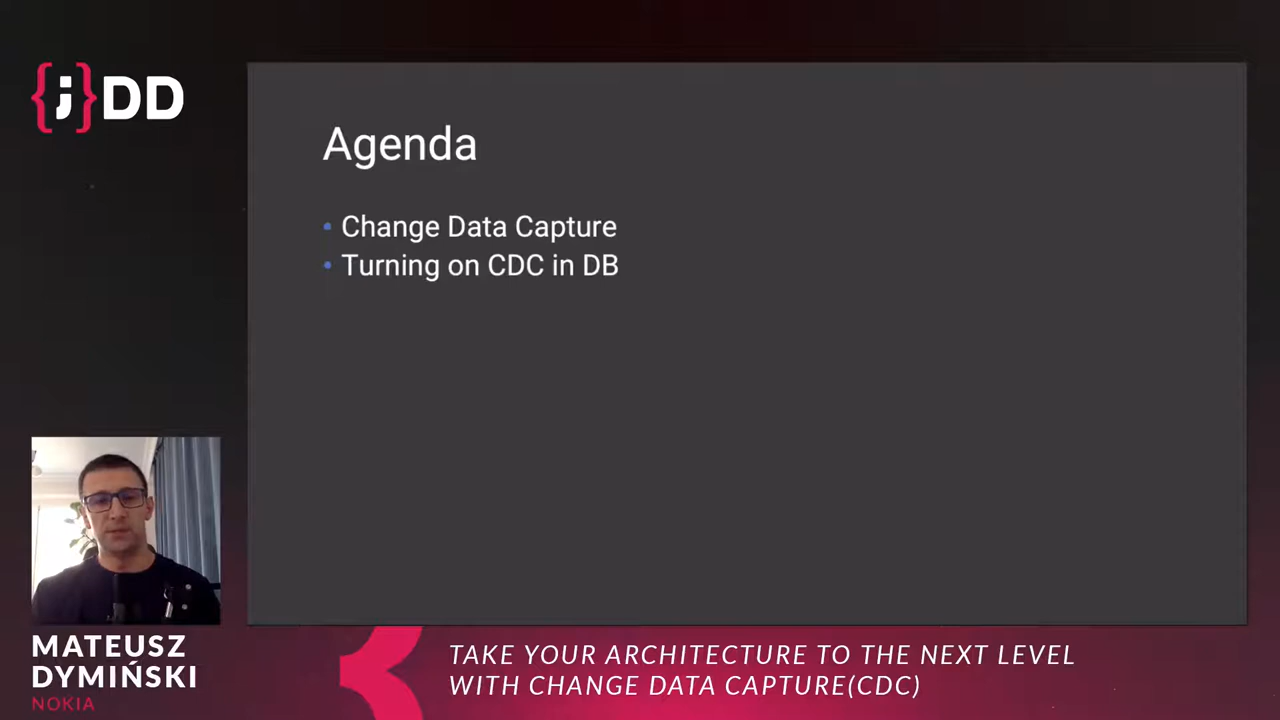 {;}DD
Agenda
• Change Data Capture
• Turning on CDC in DB
MATEUSZ
DYMIŃSKI
NOKIA
TAKE YOUR ARCHITECTURE TO THE NEXT LEVEL
WITH CHANGE DATA CAPTURE(CDC)